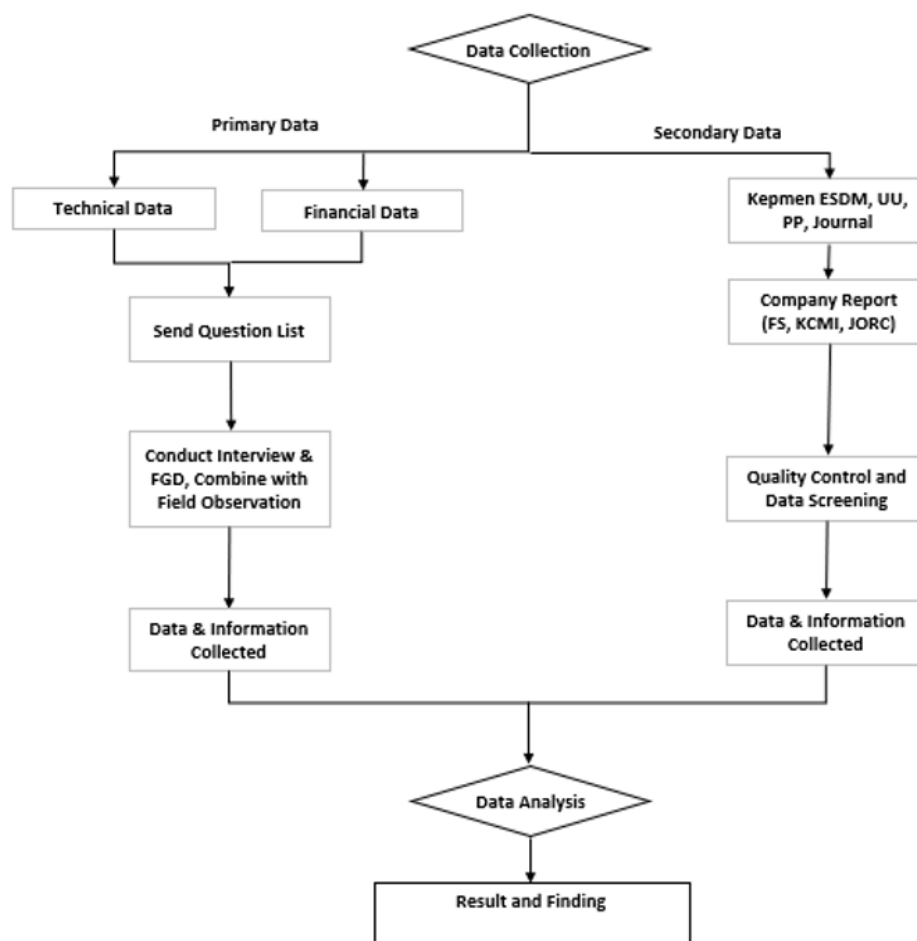 Data Collection
Primary Data
Secondary Data
Technical Data
Financial Data
Kepmen ESDM, UU,
PP, Journal
Send Question List
Company Report
(FS, KCMI, JORC)
Conduct Interview &
FGD, Combine with
Field Observation
Quality Control and
Data Screening
Data & Information
Collected
Data & Information
Collected
Data Analysis
Result and Finding